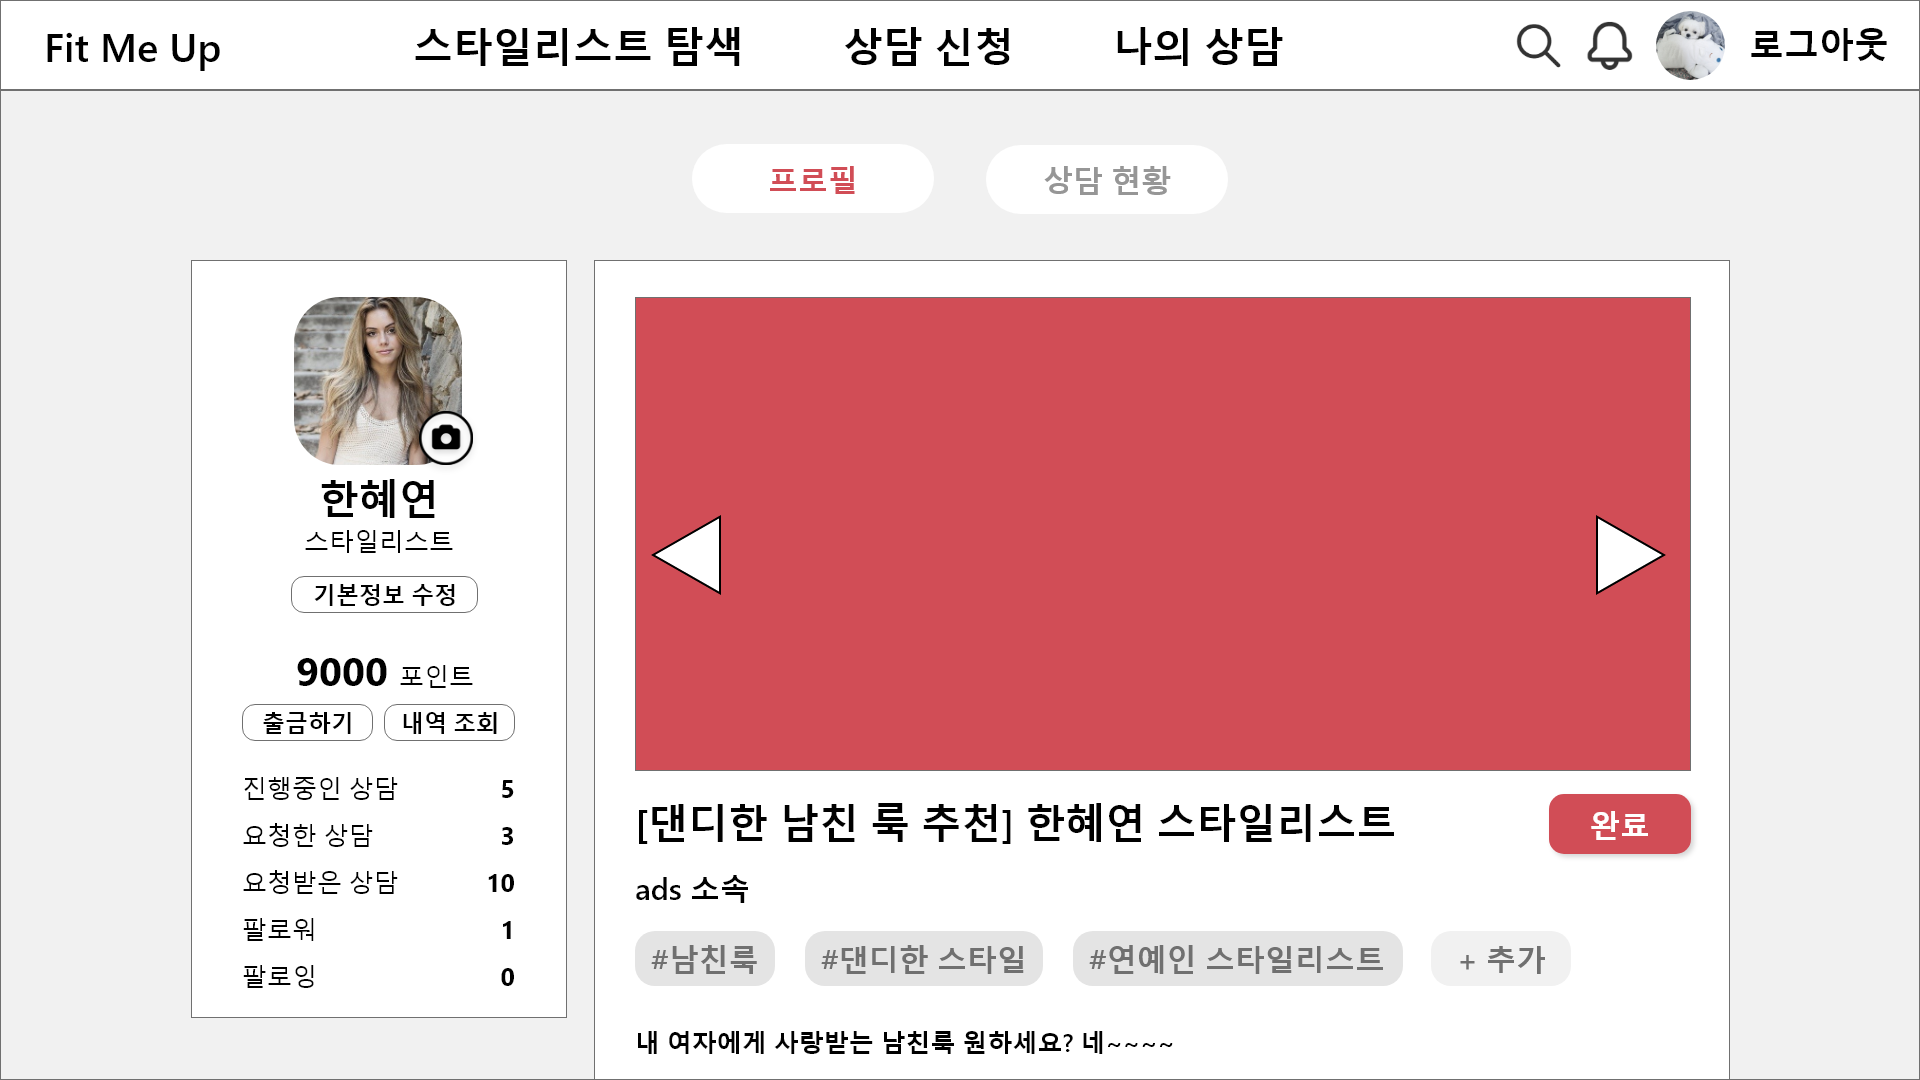 Fit Me Up
스타일리스트 탐색
상담 신청
나의 상담
로그아웃
프로필
상담 현황
한혜연
스타일리스트
기본정보 수정
9000 포인트
출금하기
내역 조회
진행중인 상담 5
요청한 상담 3
요청받은 상담 10
팔로워 1
팔로잉 0
[댄디한 남친 룩 추천] 한혜연 스타일리스트
완료
ads 소속
#남친룩
#댄디한 스타일
#연예인 스타일리스트
+ 추가
내 여자에게 사랑받는 남친룩 원하세요? 네~~~~